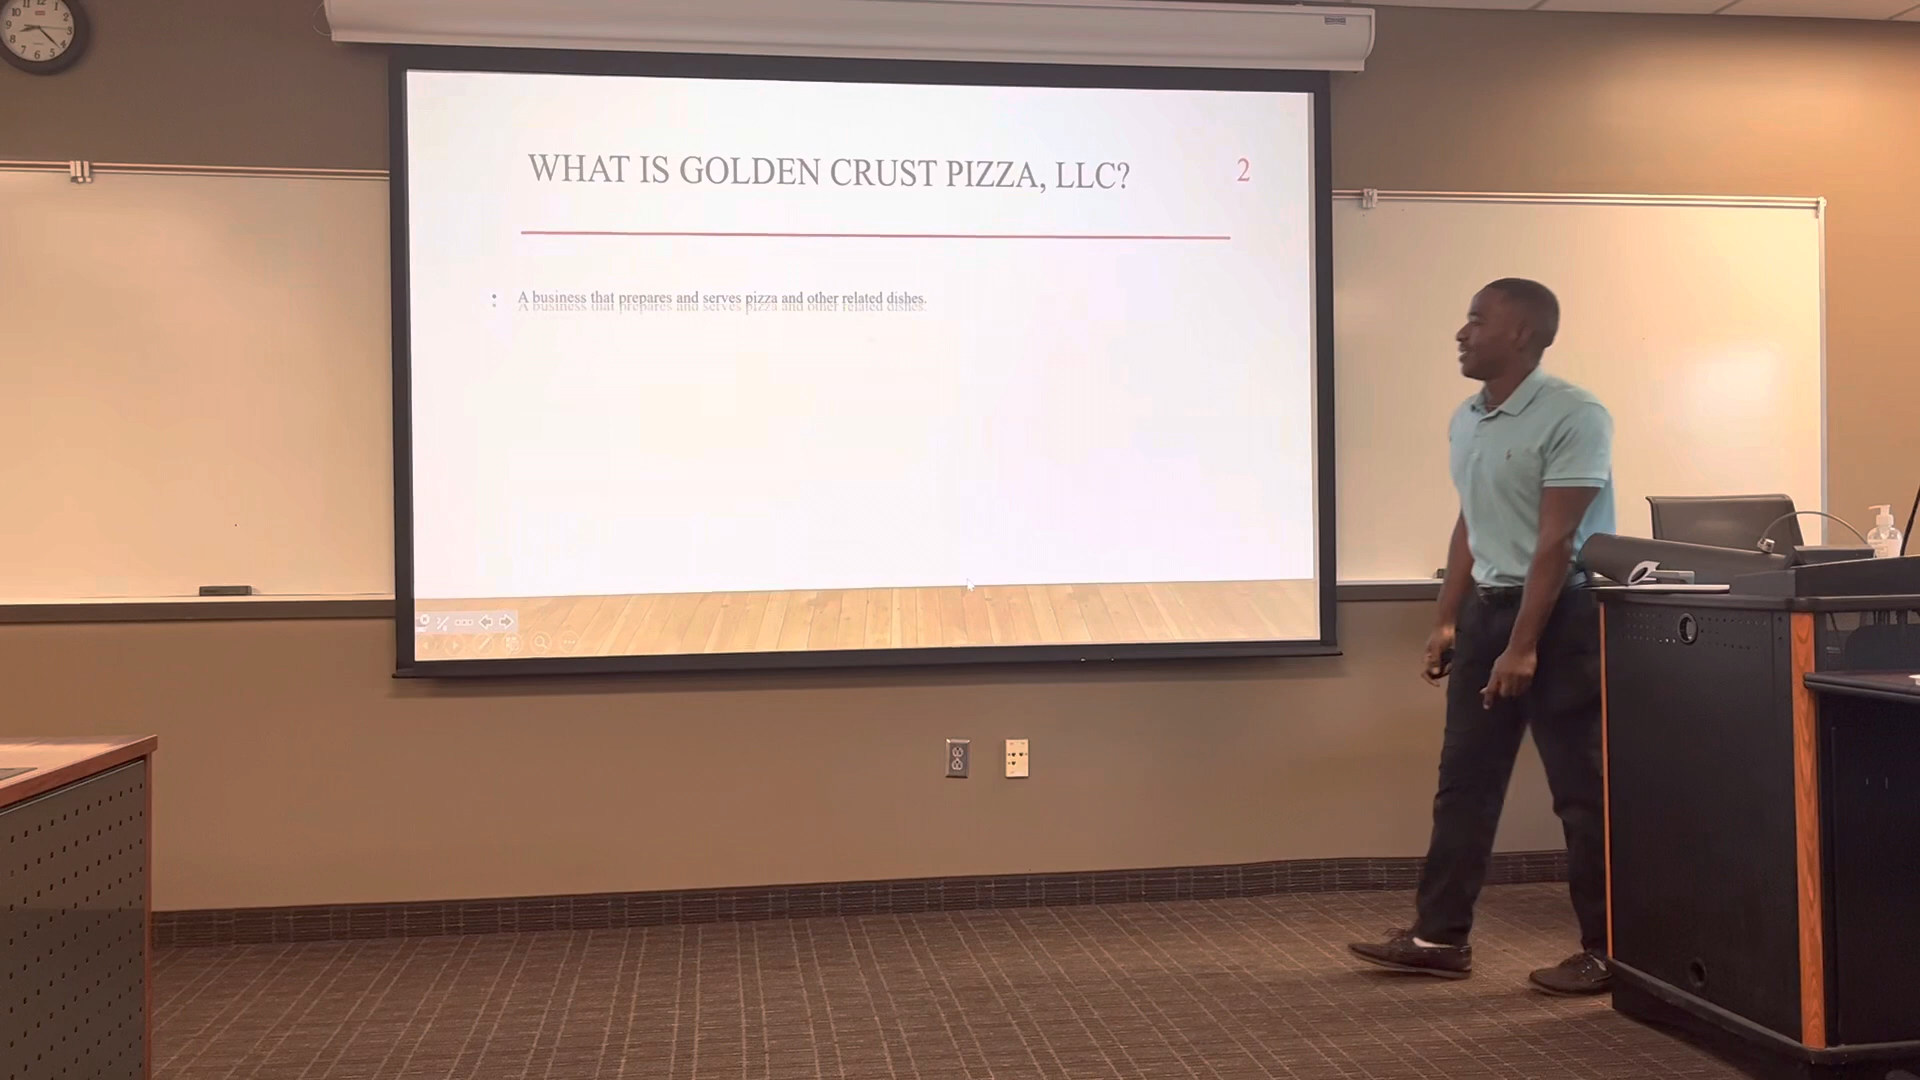 WHAT IS GOLDEN CRUST PIZZA, LLC?
2
• A business that prepares and serves pizza and other related dishes.